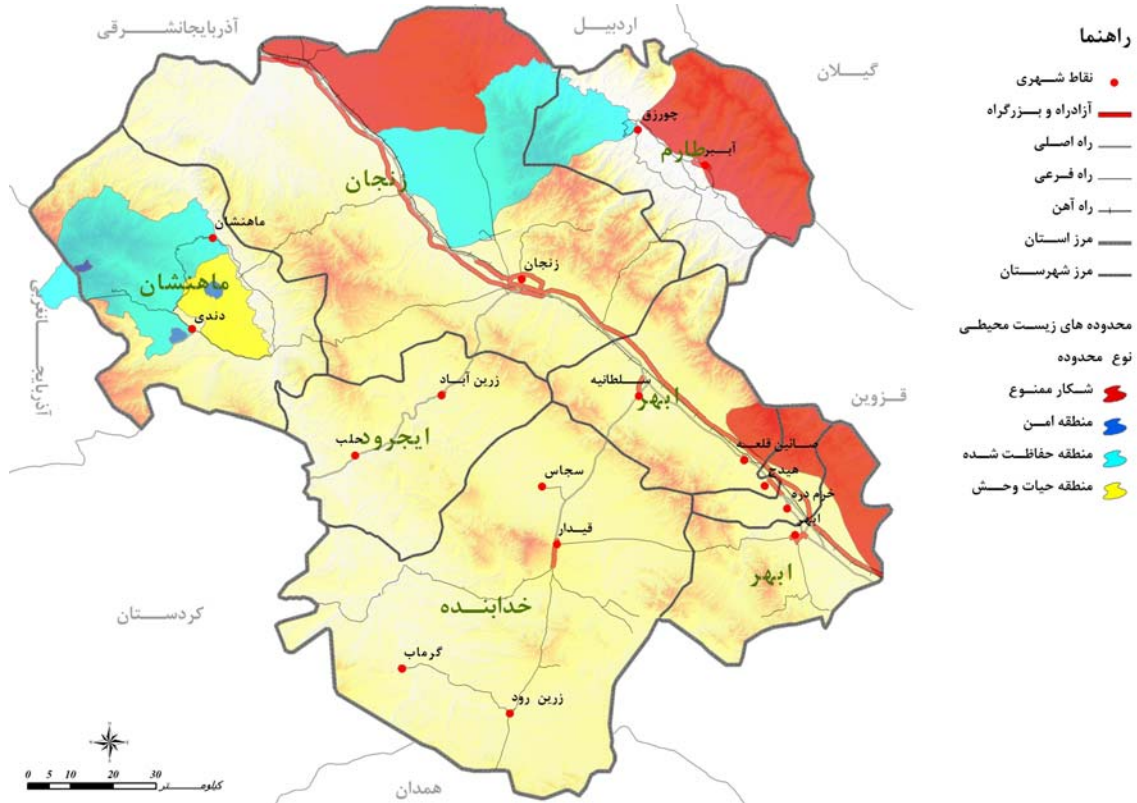 آذربایجانشرقی
اردبیل
گیلان
قزوین
همدان
کردستان
آذربایجانغربی
زنجان
طارم
ماهنشان
ایجرود
ابهر
ابهر
خدابنده
چورزق
آببر
ماهنشان
دندی
زنجان
زرین آباد
حلب
سلطانیه
سجاس
صائین قلعه
هیدج
خرم دره
ابهر
قیدار
گرماب
زرین رود
راهنما
نقاط شهری
آزادراه و بزرگراه
راه اصلی
راه فرعی
راه آهن
مرز استان
مرز شهرستان
محدوده های زیست محیطی
نوع محدوده
شکار ممنوع
منطقه امن
منطقه حفاظت شده
منطقه حیات وحش
0 5 10 20 30 کیلومتر